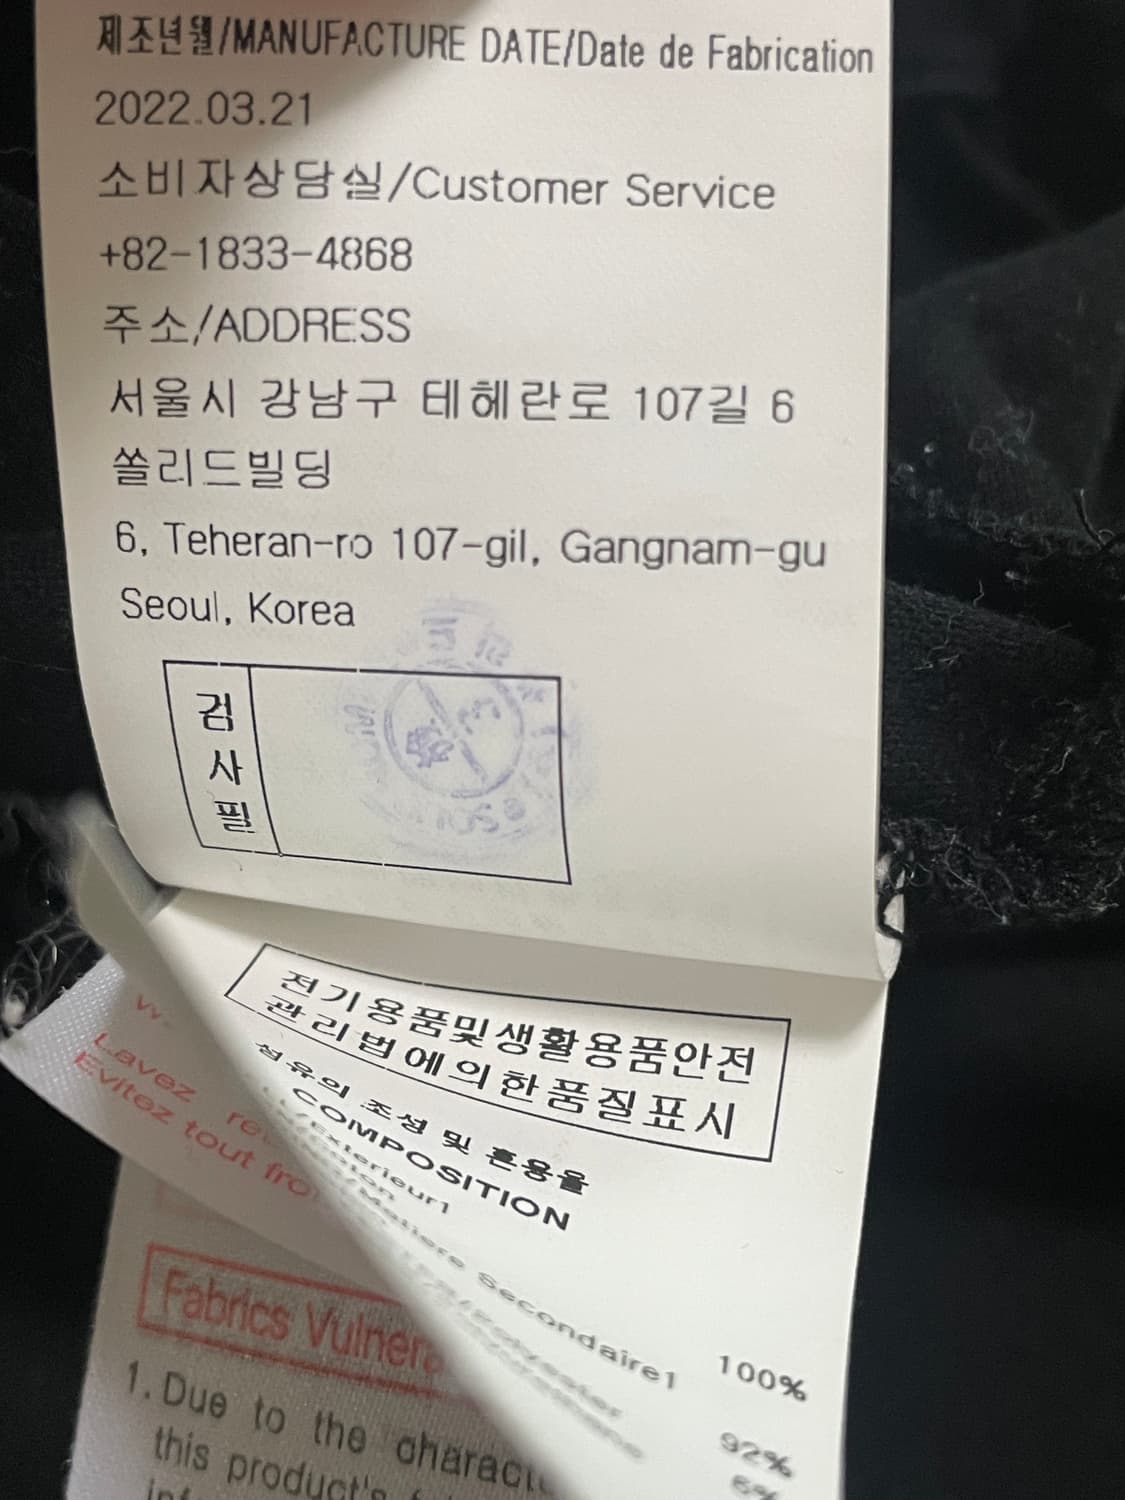 제조년월/MANUFACTURE DATE/Date de Fabrication
2022.03.21
소비자상담실/Customer Service
+82-1833-4868
주소/ADDRESS
서울시 강남구 테헤란로 107길 6
쏠리드빌딩
6, Teheran-ro 107-gil, Gangnam-gu
Seoul, Korea
검
사
필
전기용품및생활용품안전
관리법에의한품질표시
섬유의 조성 및 혼용율
COMPOSITION
Exterieur1
Secondaire1
100%
92%
Lavez
Evitez tout
Fabrics
1. Due to the
this product's